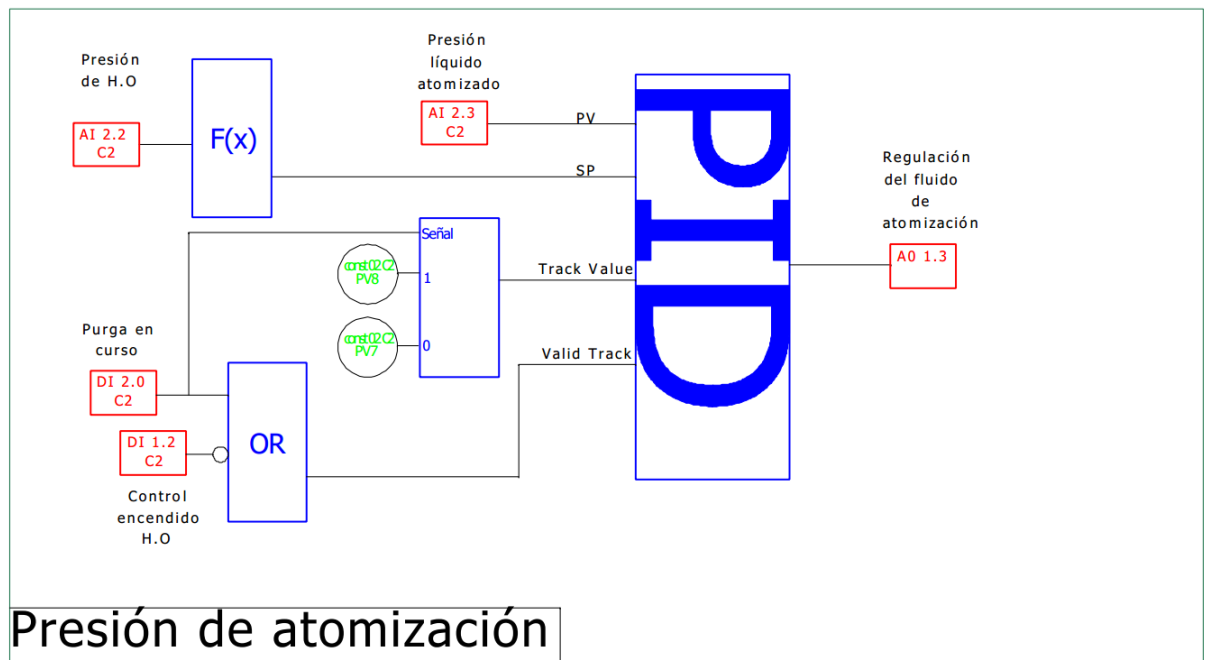 Presión
de H.O
AI 2.2
C2
F(x)
Presión
líquido
atomizado
AI 2.3
C2
PV
SP
PID
Regulación
del fluido
de
atomización
A0 1.3
Señal
const02C2
PV8
1
const02C2
PV7
0
Track Value
Valid Track
Purga en
curso
DI 2.0
C2
OR
DI 1.2
C2
Control
encendido
H.O
Presión de atomización